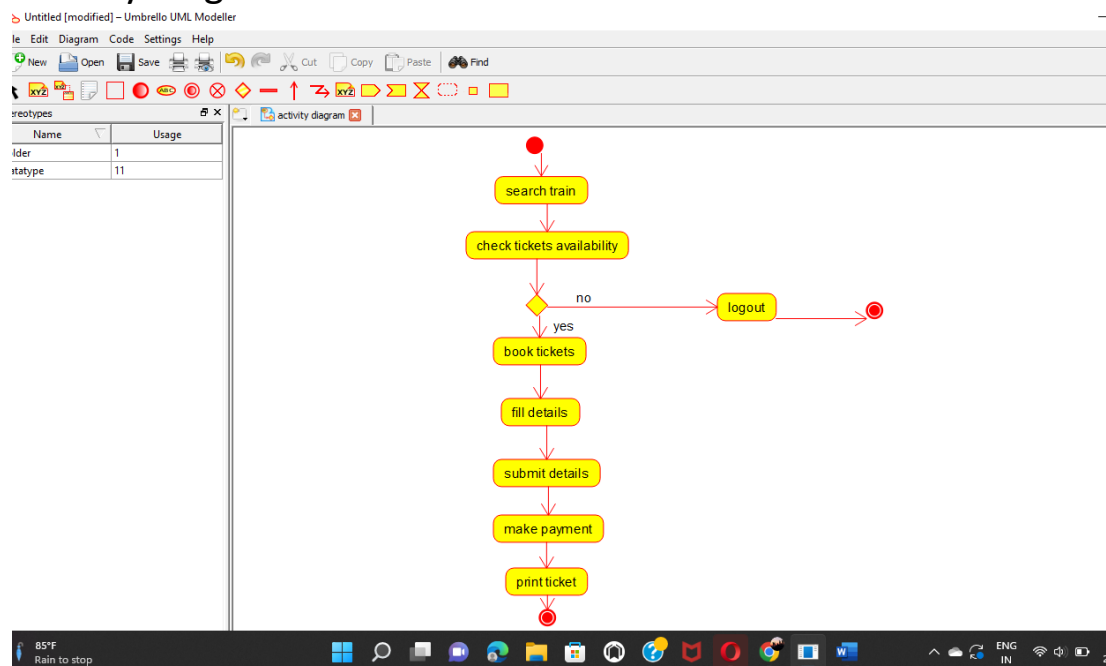 Untitled [modified] – Umbrello UML Modeller
Edit Diagram Code Settings Help
New Open Save Cut Copy Paste Find
activity diagram
Name Usage
1
11
search train
check tickets availability
no
logout
yes
book tickets
fill details
submit details
make payment
print ticket
85°F
Rain to stop
ENG
IN